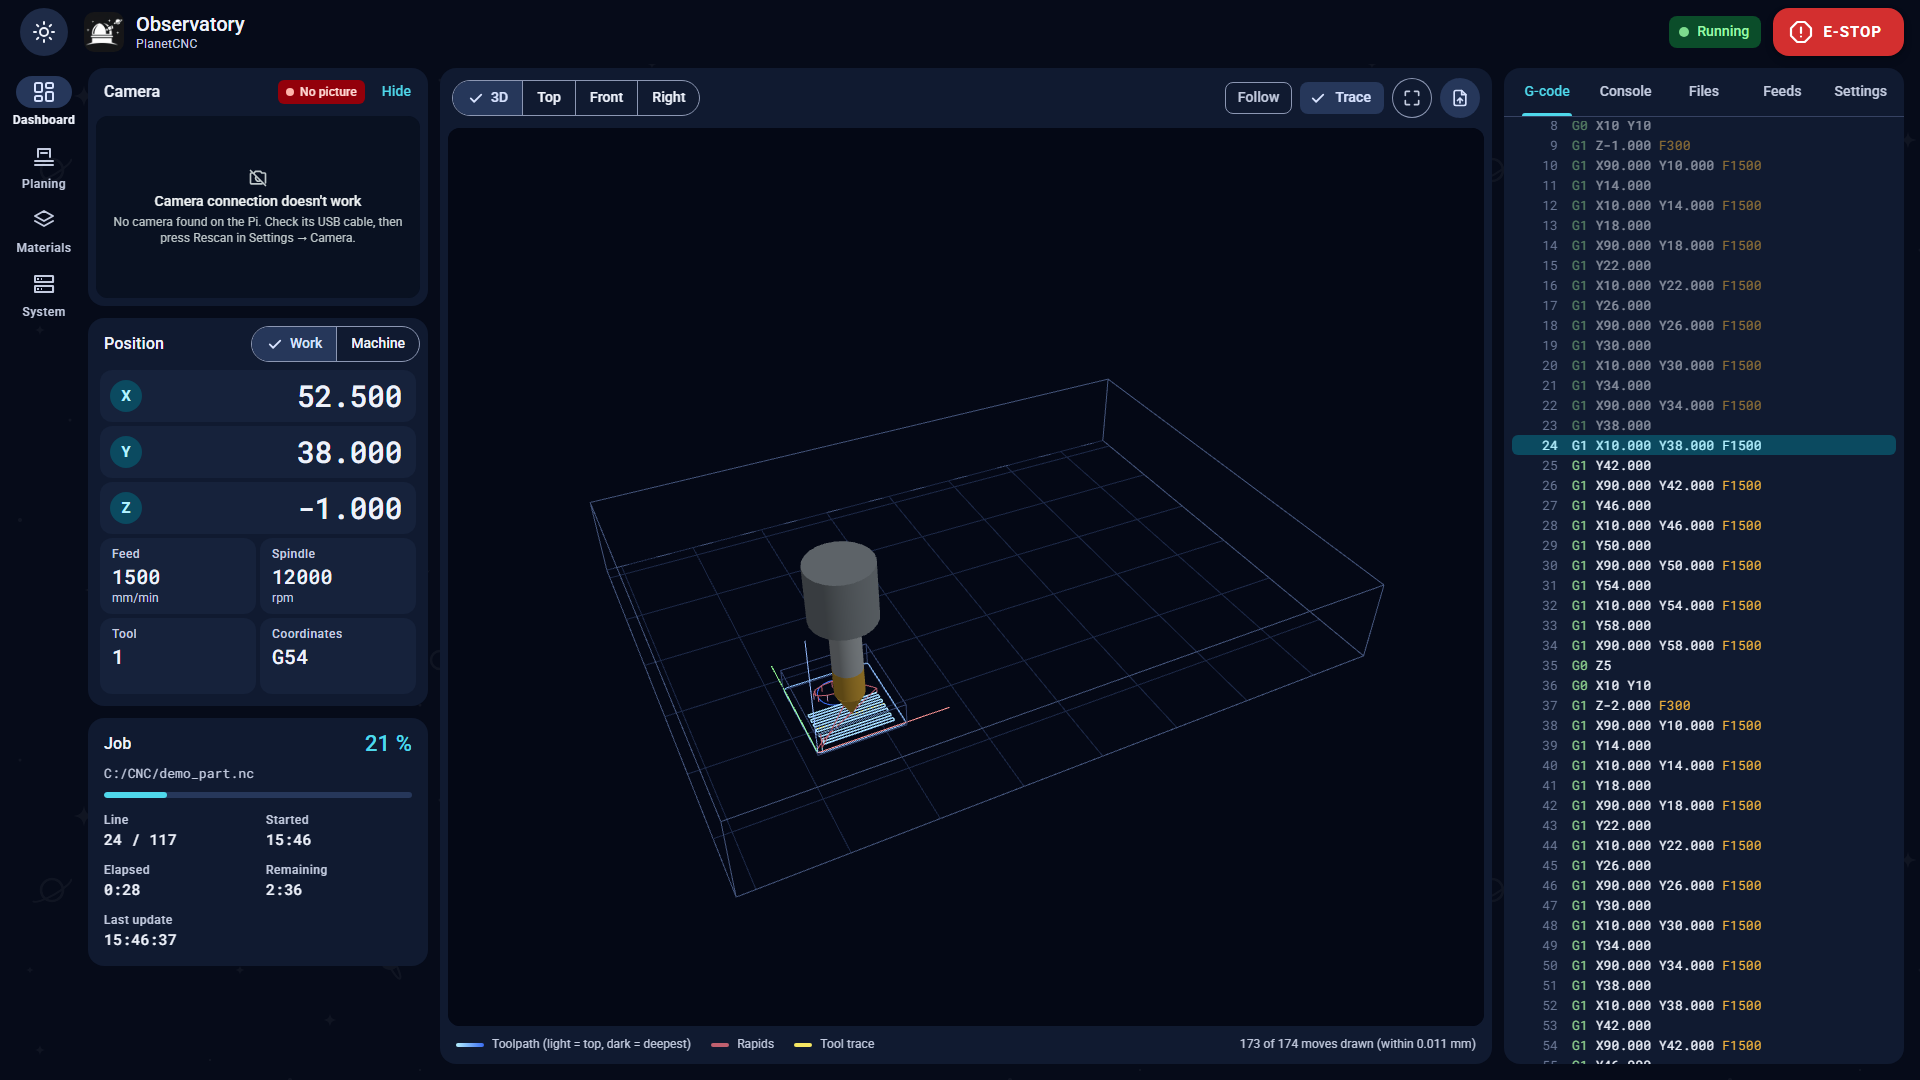 Observatory
PlanetCNC
Running
E-STOP
Dashboard
Planing
Materials
System
Camera
No picture
Hide
Camera connection doesn't work
No camera found on the Pi. Check its USB cable, then
press Rescan in Settings → Camera.
Position
Work
Machine
X
52.500
Y
38.000
Z
-1.000
Feed
1500
mm/min
Spindle
12000
rpm
Tool
1
Coordinates
G54
Job
21 %
C:/CNC/demo_part.nc
Line
24 / 117
Started
15:46
Elapsed
0:28
Remaining
2:36
Last update
15:46:37
3D
Top
Front
Right
Follow
Trace
Toolpath (light = top, dark = deepest)
Rapids
Tool trace
173 of 174 moves drawn (within 0.011 mm)
G-code
Console
Files
Feeds
Settings
8 G0 X10 Y10
9 G1 Z-1.000 F300
10 G1 X90.000 Y10.000 F1500
11 G1 Y14.000
12 G1 X10.000 Y14.000 F1500
13 G1 Y18.000
14 G1 X90.000 Y18.000 F1500
15 G1 Y22.000
16 G1 X10.000 Y22.000 F1500
17 G1 Y26.000
18 G1 X90.000 Y26.000 F1500
19 G1 Y30.000
20 G1 X10.000 Y30.000 F1500
21 G1 Y34.000
22 G1 X90.000 Y34.000 F1500
23 G1 Y38.000
24 G1 X10.000 Y38.000 F1500
25 G1 Y42.000
26 G1 X90.000 Y42.000 F1500
27 G1 Y46.000
28 G1 X10.000 Y46.000 F1500
29 G1 Y50.000
30 G1 X90.000 Y50.000 F1500
31 G1 Y54.000
32 G1 X10.000 Y54.000 F1500
33 G1 Y58.000
34 G1 X90.000 Y58.000 F1500
35 G0 Z5
36 G0 X10 Y10
37 G1 Z-2.000 F300
38 G1 X90.000 Y10.000 F1500
39 G1 Y14.000
40 G1 X10.000 Y14.000 F1500
41 G1 Y18.000
42 G1 X90.000 Y18.000 F1500
43 G1 Y22.000
44 G1 X10.000 Y22.000 F1500
45 G1 Y26.000
46 G1 X90.000 Y26.000 F1500
47 G1 Y30.000
48 G1 X10.000 Y30.000 F1500
49 G1 Y34.000
50 G1 X90.000 Y34.000 F1500
51 G1 Y38.000
52 G1 X10.000 Y38.000 F1500
53 G1 Y42.000
54 G1 X90.000 Y42.000 F1500